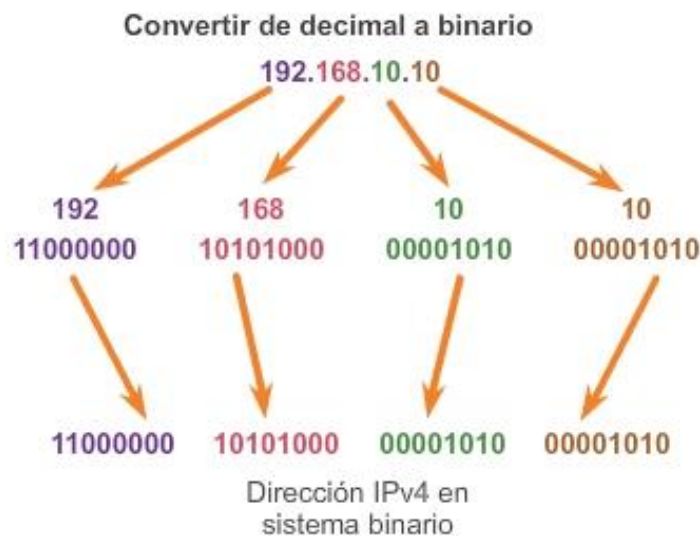 Convertir de decimal a binario
192.168.10.10
192 168 10 10
11000000 10101000 00001010 00001010
11000000 10101000 00001010 00001010
Dirección IPv4 en
sistema binario